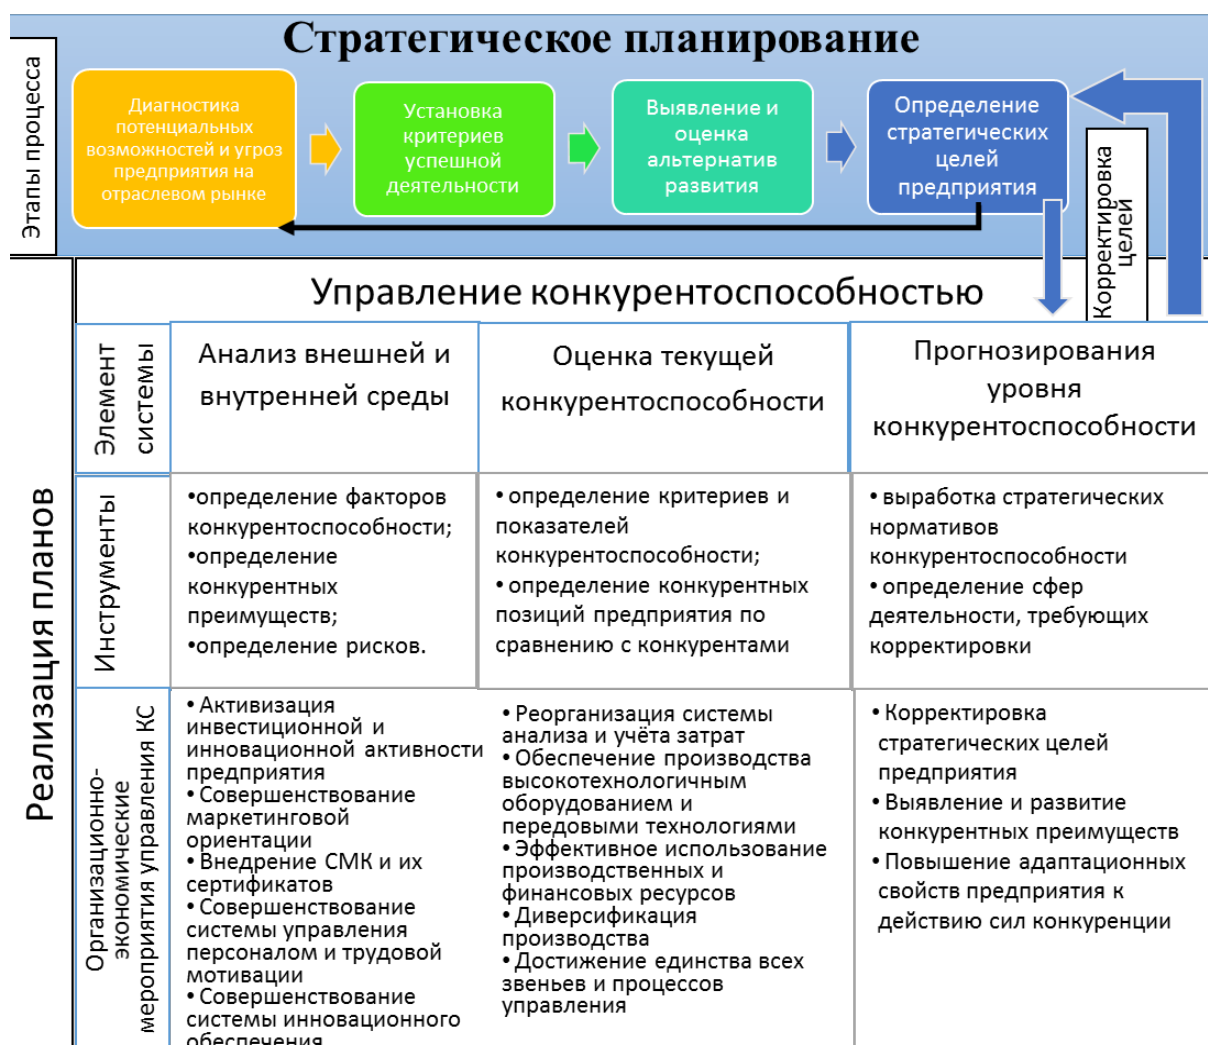 Стратегическое планирование
Этапы процесса
Диагностика
потенциальных
возможностей и угроз
предприятия на
отраслевом рынке
Установка
критериев
успешной
деятельности
Выявление и
оценка
альтернатив
развития
Определение
стратегических
целей
предприятия
Корректировка
целей
Реализация планов
Управление конкурентоспособностью
Элемент
системы
Анализ внешней и
внутренней среды
Оценка текущей
конкурентоспособности
Прогнозирования
уровня
конкурентоспособности
Инструменты
•определение факторов
конкурентоспособности;
•определение
конкурентных
преимуществ;
•определение рисков.
• определение критериев и
показателей
конкурентоспособности;
• определение конкурентных
позиций предприятия по
сравнению с конкурентами
• выработка стратегических
нормативов
конкурентоспособности
• определение сфер
деятельности, требующих
корректировки
Организационно-
экономические
мероприятия управления КС
• Активизация
инвестиционной и
инновационной активности
предприятия
• Совершенствование
маркетинговой
ориентации
• Внедрение СМК и их
сертификатов
• Совершенствование
системы управления
персоналом и трудовой
мотивации
• Совершенствование
системы инновационного
обеспечения
• Реорганизация системы
анализа и учёта затрат
• Обеспечение производства
высокотехнологичным
оборудованием и
передовыми технологиями
• Эффективное использование
производственных и
финансовых ресурсов
• Диверсификация
производства
• Достижение единства всех
звеньев и процессов
управления
• Корректировка
стратегических целей
предприятия
• Выявление и развитие
конкурентных преимуществ
• Повышение адаптационных
свойств предприятия к
действию сил конкуренции